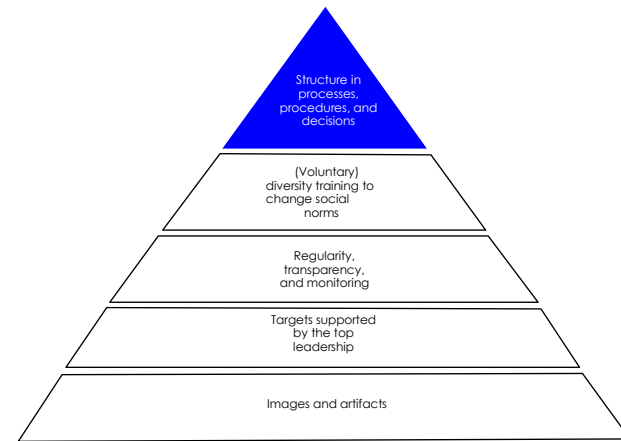 Structure in
processes,
procedures, and
decisions
(Voluntary)
diversity training to
change social
norms
Regularity,
transparency,
and monitoring
Targets supported
by the top
leadership
Images and artifacts